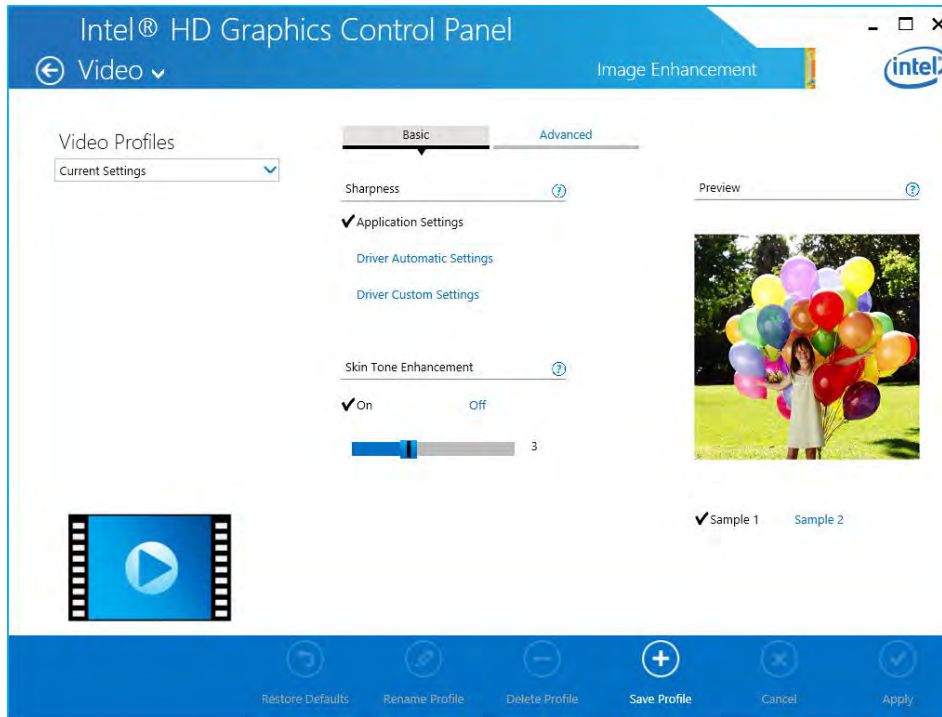 Intel® HD Graphics Control Panel
Video
Image Enhancement
intel
Video Profiles
Current Settings
Basic
Advanced
Sharpness
?
Application Settings
Driver Automatic Settings
Driver Custom Settings
Skin Tone Enhancement
?
On
Off
3
Preview
?
Sample 1
Sample 2
Restore Defaults
Rename Profile
Delete Profile
Save Profile
Cancel
Apply